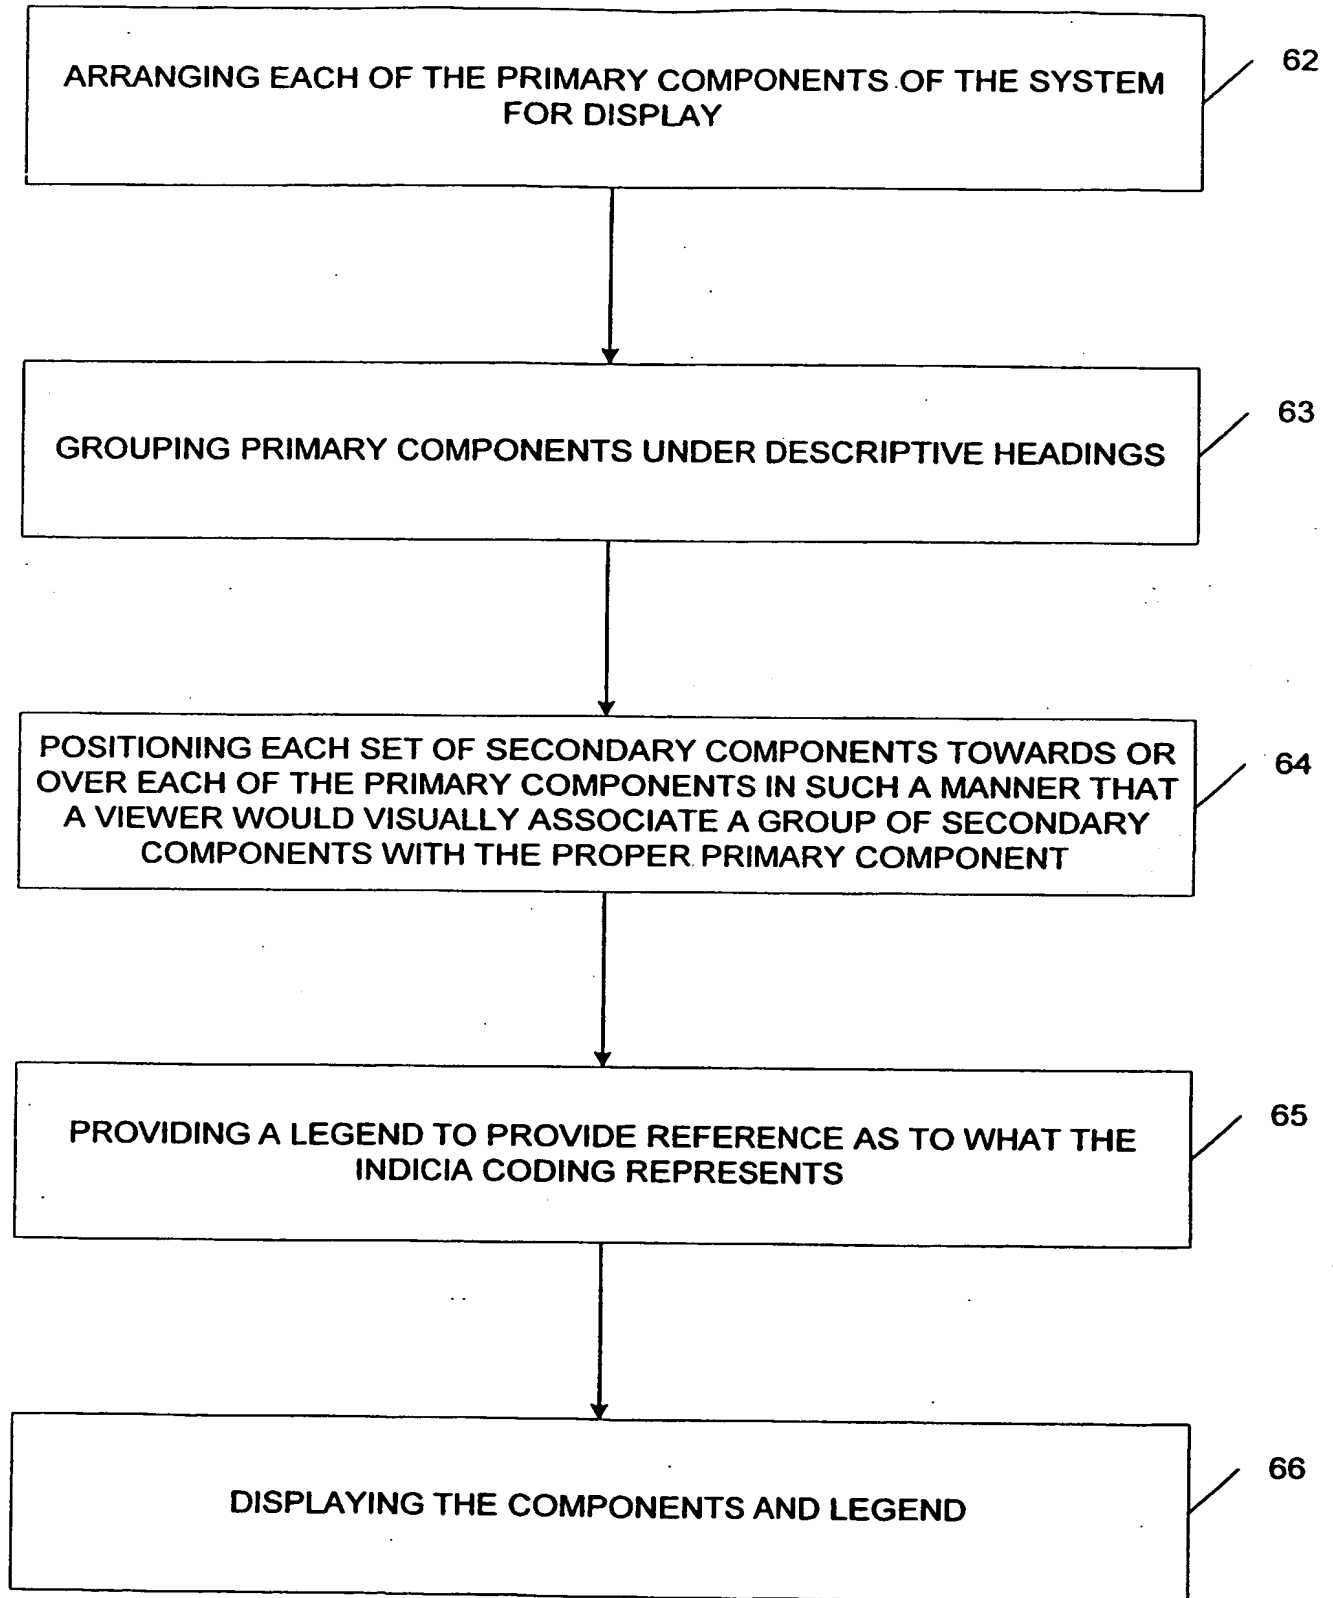 ARRANGING EACH OF THE PRIMARY COMPONENTS OF THE SYSTEM
FOR DISPLAY
62
GROUPING PRIMARY COMPONENTS UNDER DESCRIPTIVE HEADINGS
63
POSITIONING EACH SET OF SECONDARY COMPONENTS TOWARDS OR
OVER EACH OF THE PRIMARY COMPONENTS IN SUCH A MANNER THAT
A VIEWER WOULD VISUALLY ASSOCIATE A GROUP OF SECONDARY
COMPONENTS WITH THE PROPER PRIMARY COMPONENT
64
PROVIDING A LEGEND TO PROVIDE REFERENCE AS TO WHAT THE
INDICIA CODING REPRESENTS
65
DISPLAYING THE COMPONENTS AND LEGEND
66